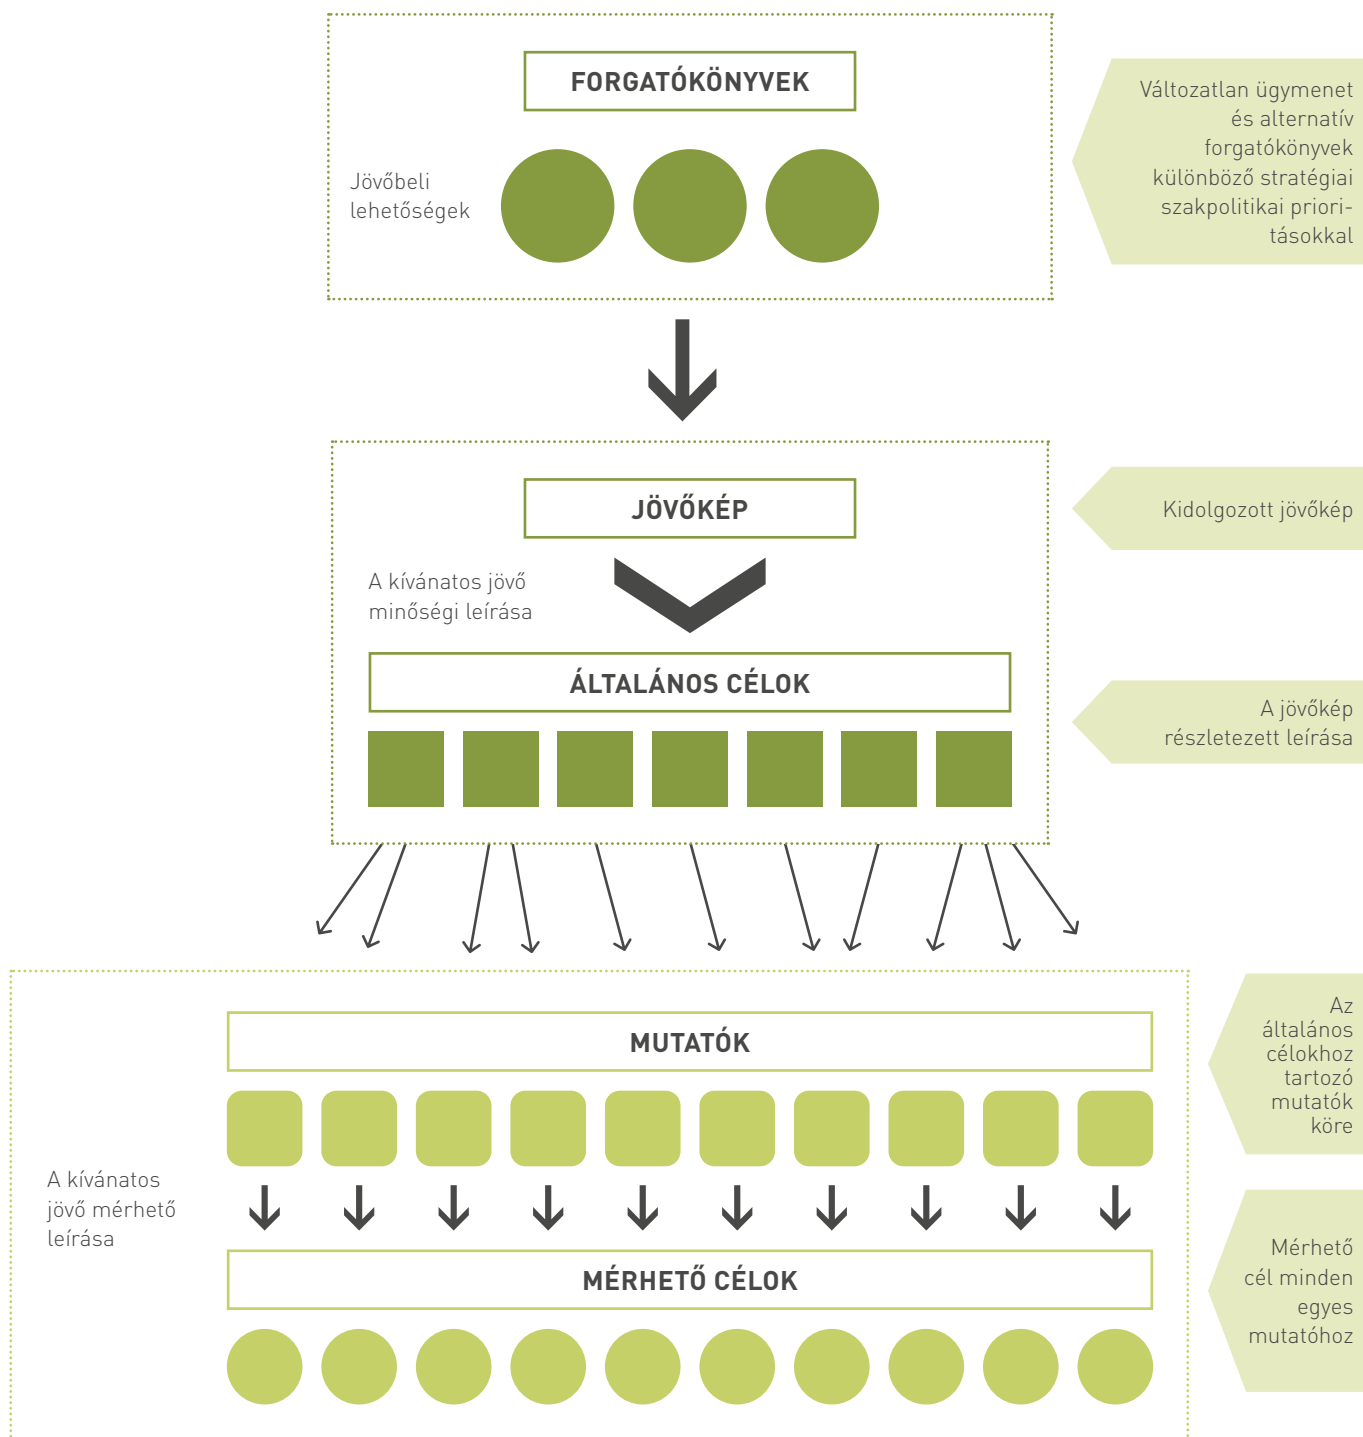 FORGATÓKÖNYVEK
Jövőbeli
lehetőségek
Változatlan ügymenet
és alternatív
forgatókönyvek
különböző stratégiai
szakpolitikai priori-
tásokkal
JÖVŐKÉP
Kidolgozott jövőkép
A kívánatos jövő
minőségi leírása
ÁLTALÁNOS CÉLOK
A jövőkép
részletezett leírása
MUTATÓK
Az
általános
célokhoz
tartozó
mutatók
köre
A kívánatos
jövő mérhető
leírása
MÉRHETŐ CÉLOK
Mérhető
cél minden
egyes
mutatóhoz